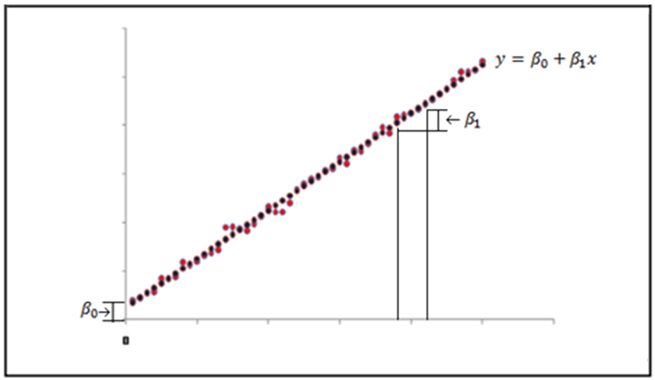 y = β₀ + β₁x
←β₁
β₀→
0